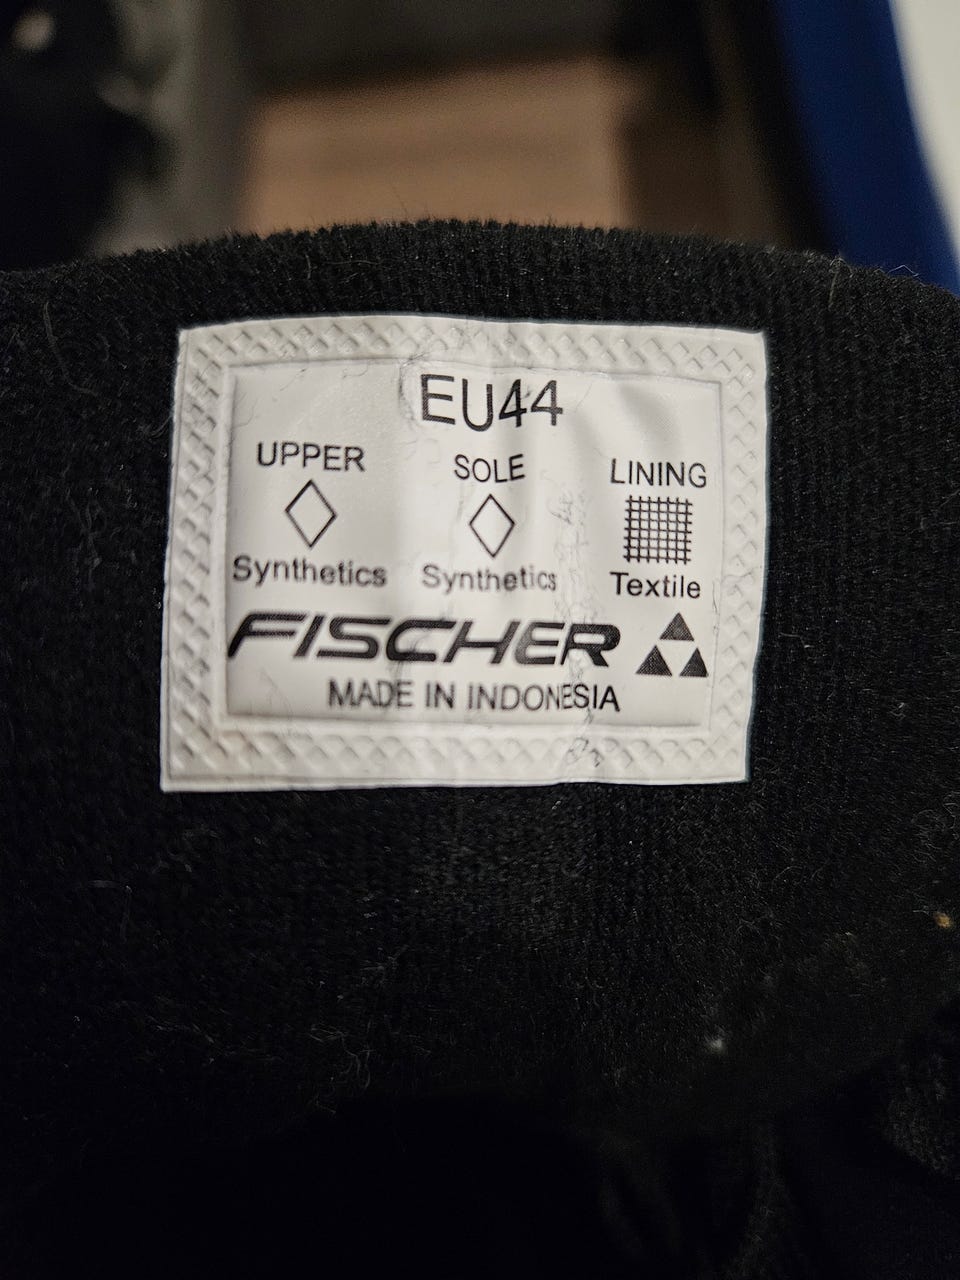 EU44
UPPER SOLE LINING
Synthetics Synthetics Textile
FISCHER
MADE IN INDONESIA